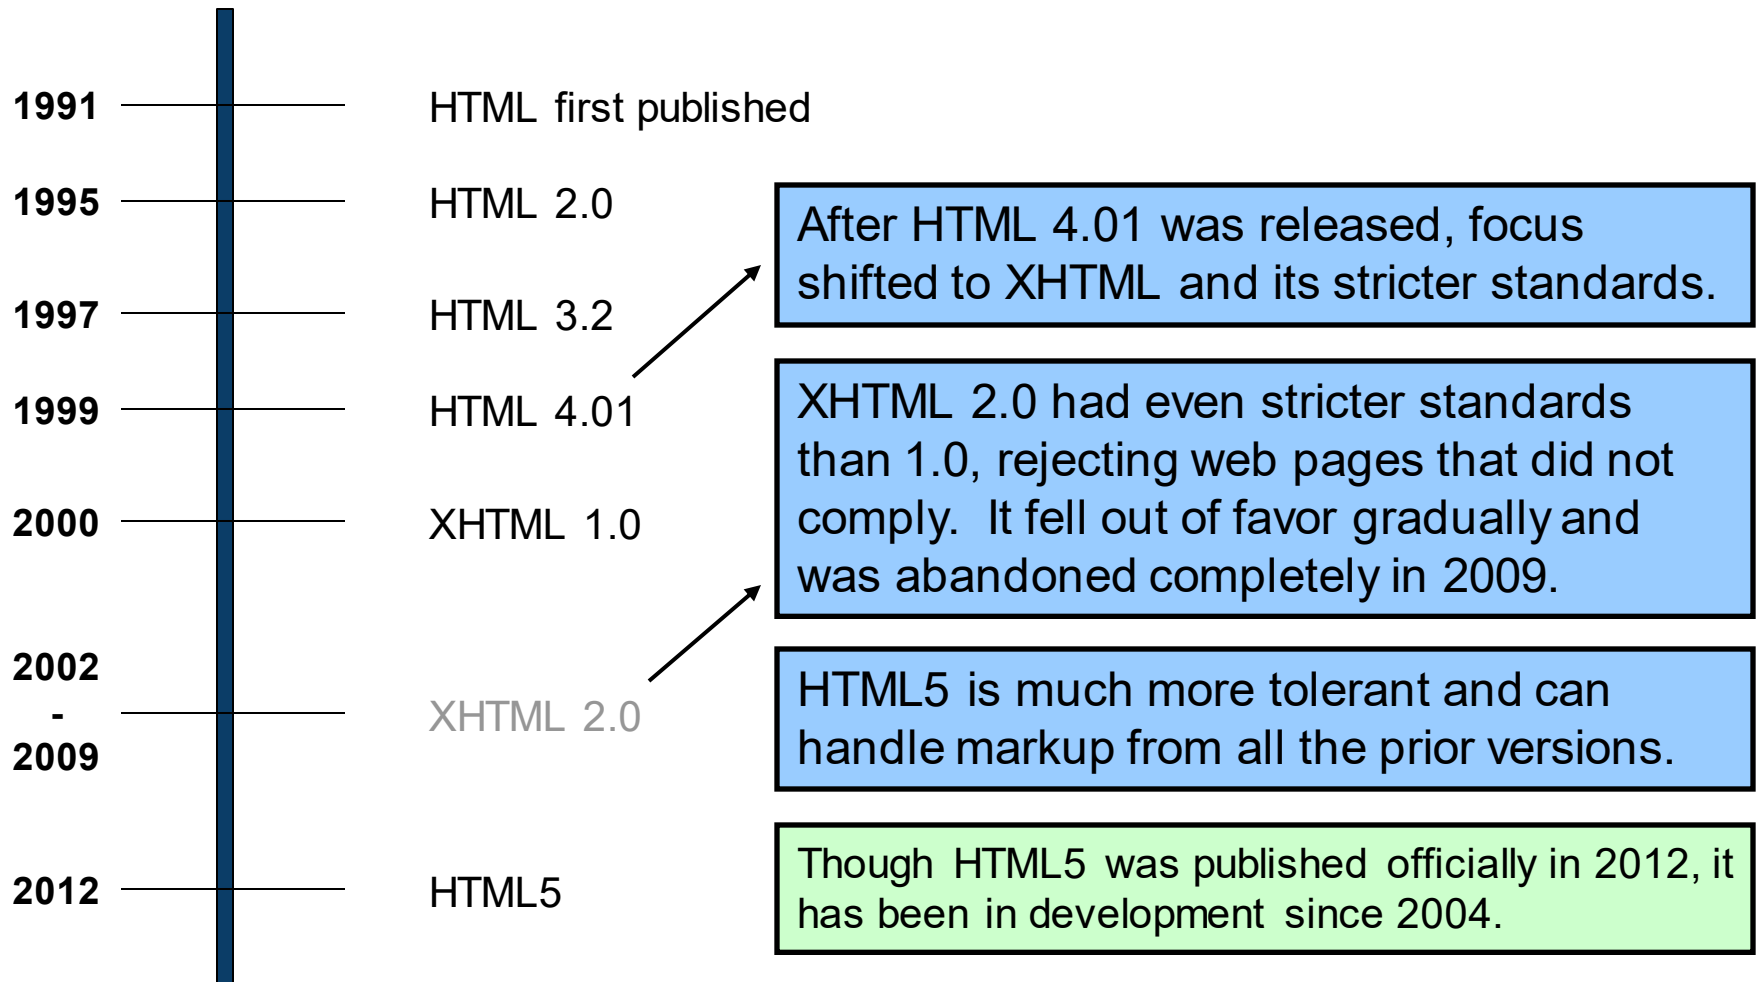 1991 HTML first published
1995 HTML 2.0
After HTML 4.01 was released, focus
shifted to XHTML and its stricter standards.
1997 HTML 3.2
1999 HTML 4.01
XHTML 2.0 had even stricter standards
than 1.0, rejecting web pages that did not
comply. It fell out of favor gradually and
was abandoned completely in 2009.
2000 XHTML 1.0
2002
-
2009
XHTML 2.0
HTML5 is much more tolerant and can
handle markup from all the prior versions.
2012 HTML5
Though HTML5 was published officially in 2012, it
has been in development since 2004.